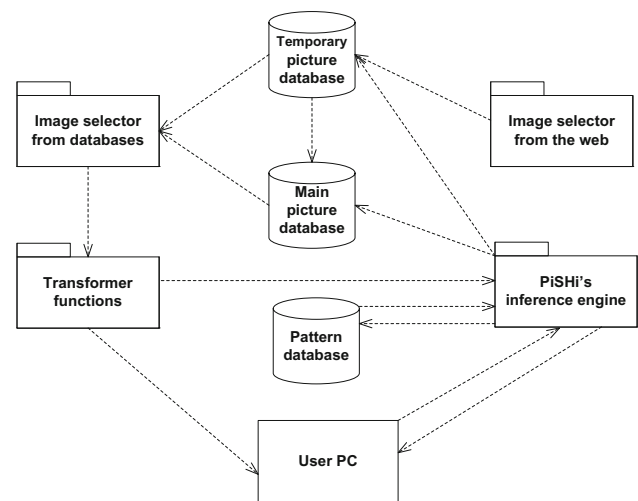 Temporary
picture
database
Image selector
from databases
Image selector
from the web
Main
picture
database
Transformer
functions
PiSHi's
inference engine
Pattern
database
User PC